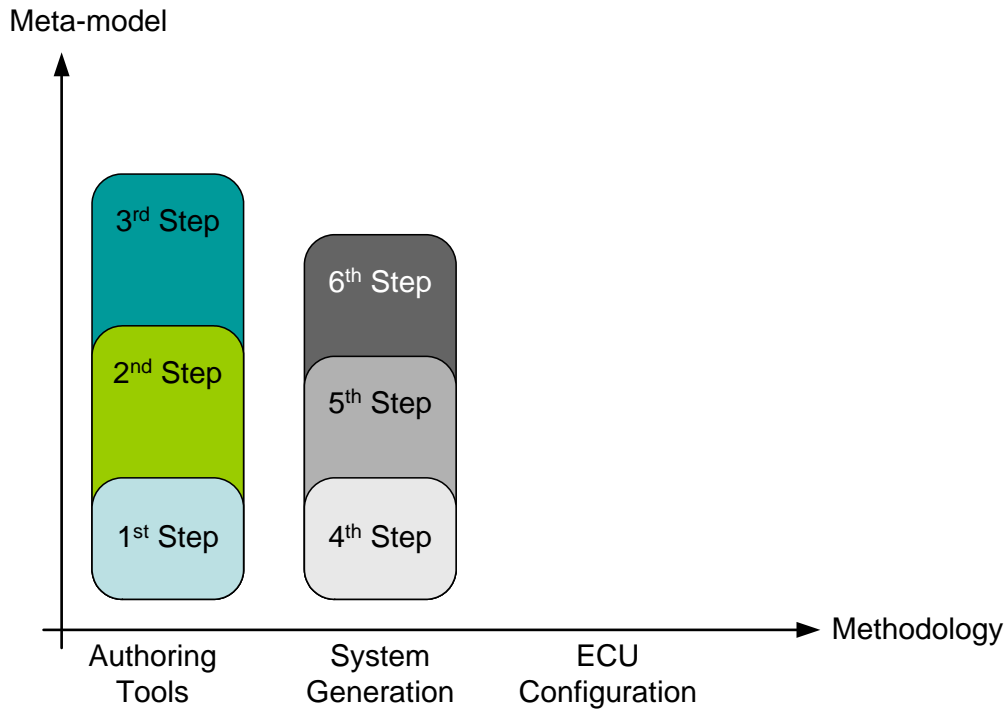 Meta-model
3rd Step
6th Step
2nd Step
5th Step
1st Step
4th Step
Methodology
Authoring
Tools
System
Generation
ECU
Configuration